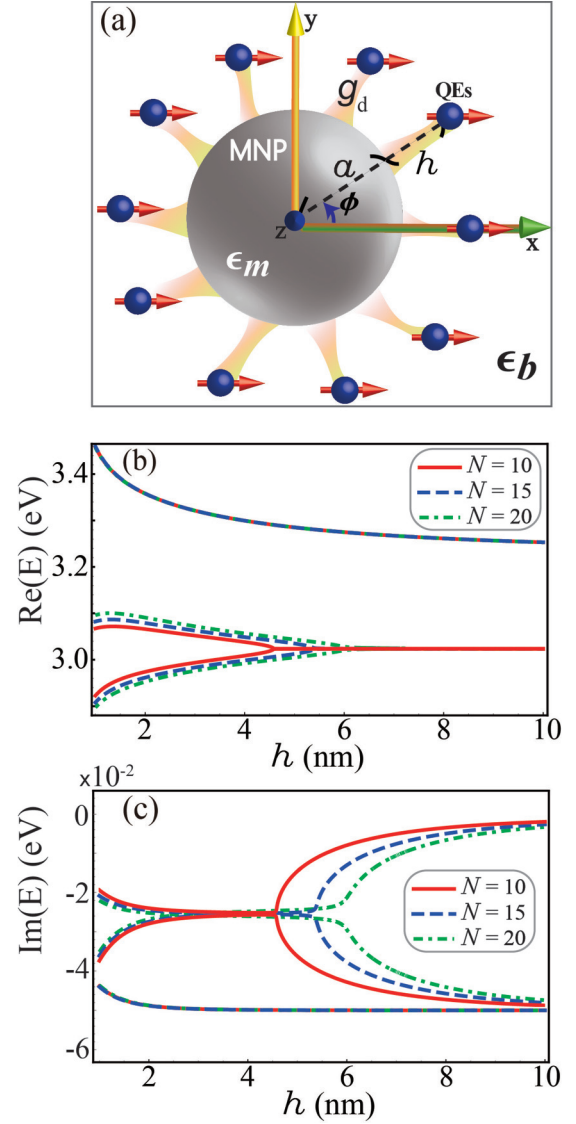 (a)
y
QEs
g_d
MNP
a
h
ϕ
z
x
ϵ_m
ϵ_b
(b)
Re(E) (eV)
3.4
3.2
3.0
N = 10
N = 15
N = 20
2 4 6 8 10
h (nm)
×10⁻²
(c)
Im(E) (eV)
0
-2
-4
-6
N = 10
N = 15
N = 20
2 4 6 8 10
h (nm)